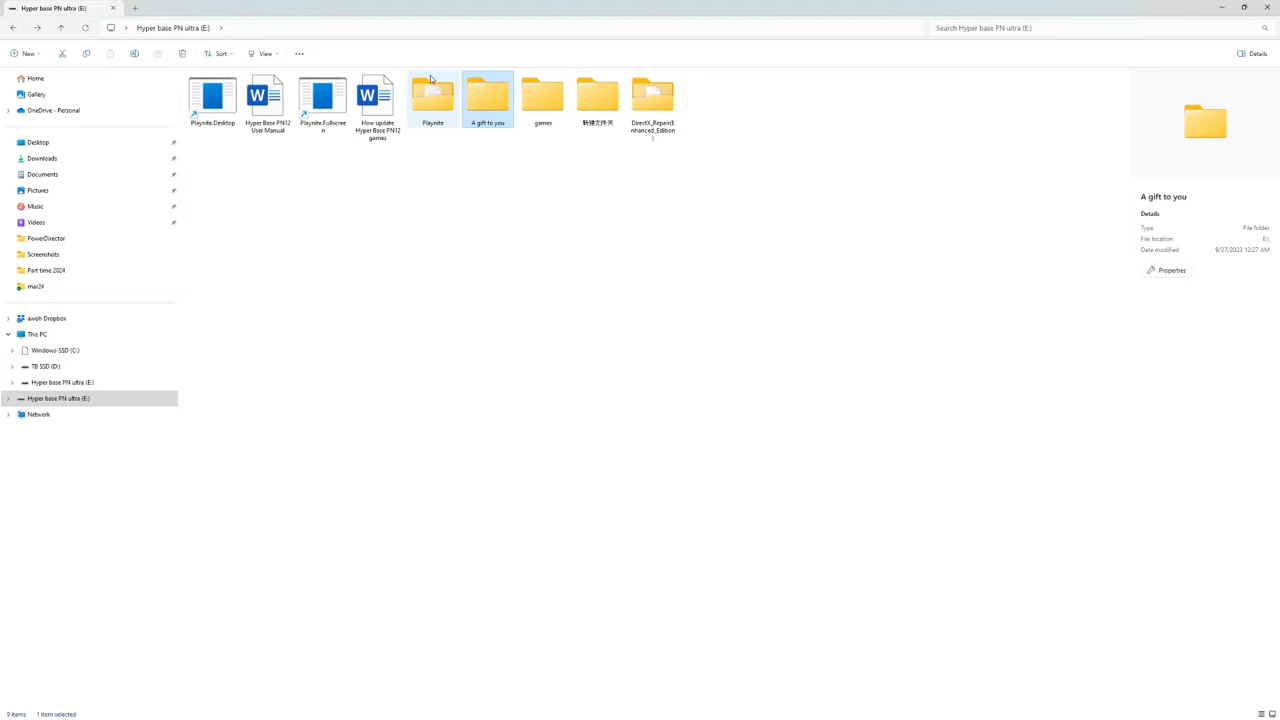 Hyper base PN ultra (E:)
Hyper base PN ultra (E:)
Search Hyper base PN ultra (E:)
New
Sort
View
Details
Home
Gallery
OneDrive - Personal
Desktop
Downloads
Documents
Pictures
Music
Videos
PowerDirector
Screenshots
Part time 2024
mar24
awoh Dropbox
This PC
Windows-SSD (C:)
TB SSD (D:)
Hyper base PN ultra (E:)
Hyper base PN ultra (E:)
Network
Playnite.Desktop
Hyper Base PN12
User Manual
Playnite.Fullscree
n
How update
Hyper Base PN12
games
Playnite
A gift to you
games
新建文件夹
DirectX_Repair(E
nhanced_Edition
)
A gift to you
Details
Type File folder
File location E:\
Date modified 9/27/2023 12:27 AM
Properties
9 items 1 item selected